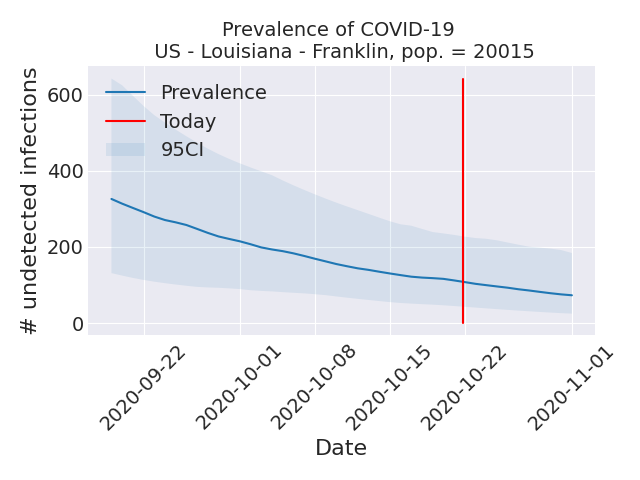 Prevalence of COVID-19
US - Louisiana - Franklin, pop. = 20015
# undetected infections
600
400
200
0
Prevalence
Today
95CI
2020-09-22
2020-10-01
2020-10-08
2020-10-15
2020-10-22
2020-11-01
Date